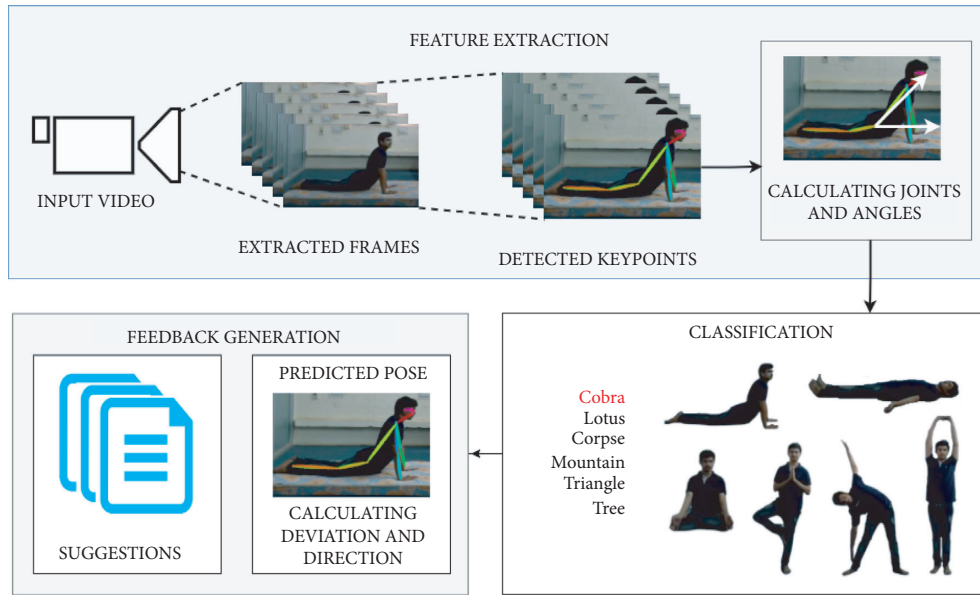 FEATURE EXTRACTION
INPUT VIDEO
EXTRACTED FRAMES
DETECTED KEYPOINTS
CALCULATING JOINTS
AND ANGLES
FEEDBACK GENERATION
SUGGESTIONS
PREDICTED POSE
CALCULATING
DEVIATION AND
DIRECTION
CLASSIFICATION
Cobra
Lotus
Corpse
Mountain
Triangle
Tree